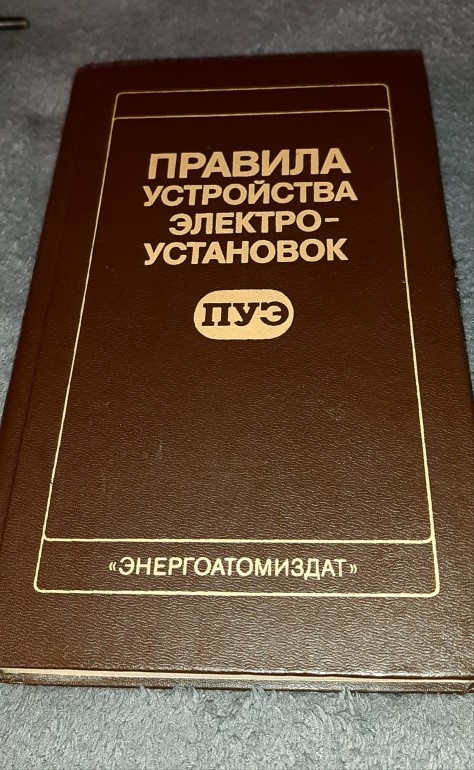 ПРАВИЛА
УСТРОЙСТВА
ЭЛЕКТРО-
УСТАНОВОК
ПУЭ
«ЭНЕРГОАТОМИЗДАТ»